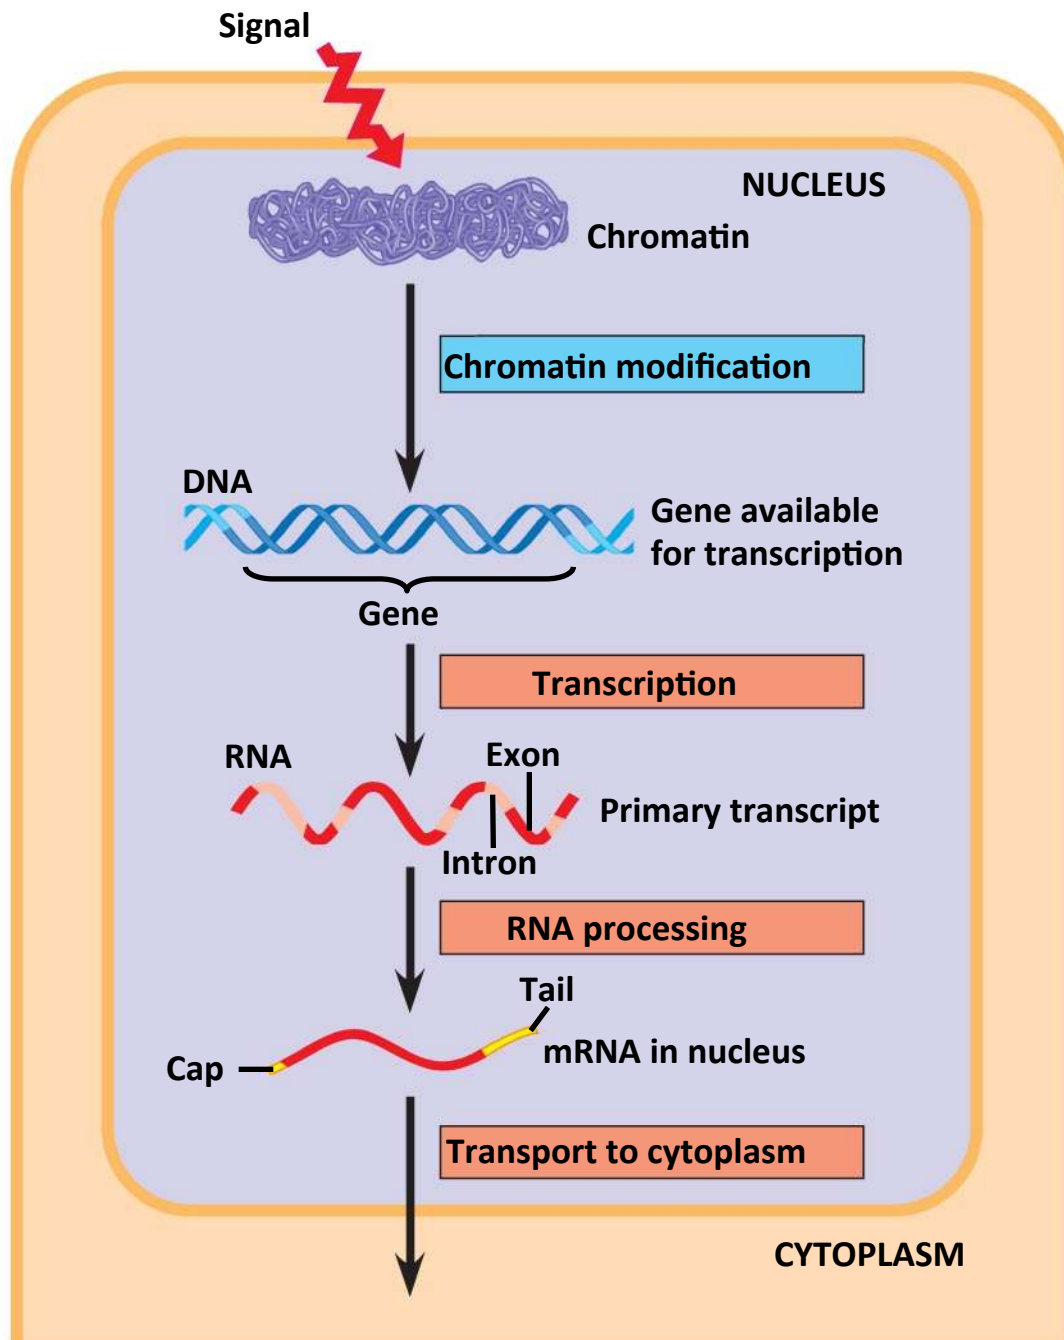 Signal
NUCLEUS
Chromatin
Chromatin modification
DNA
Gene available
for transcription
Gene
Transcription
RNA
Exon
Primary transcript
Intron
RNA processing
Tail
mRNA in nucleus
Cap
Transport to cytoplasm
CYTOPLASM